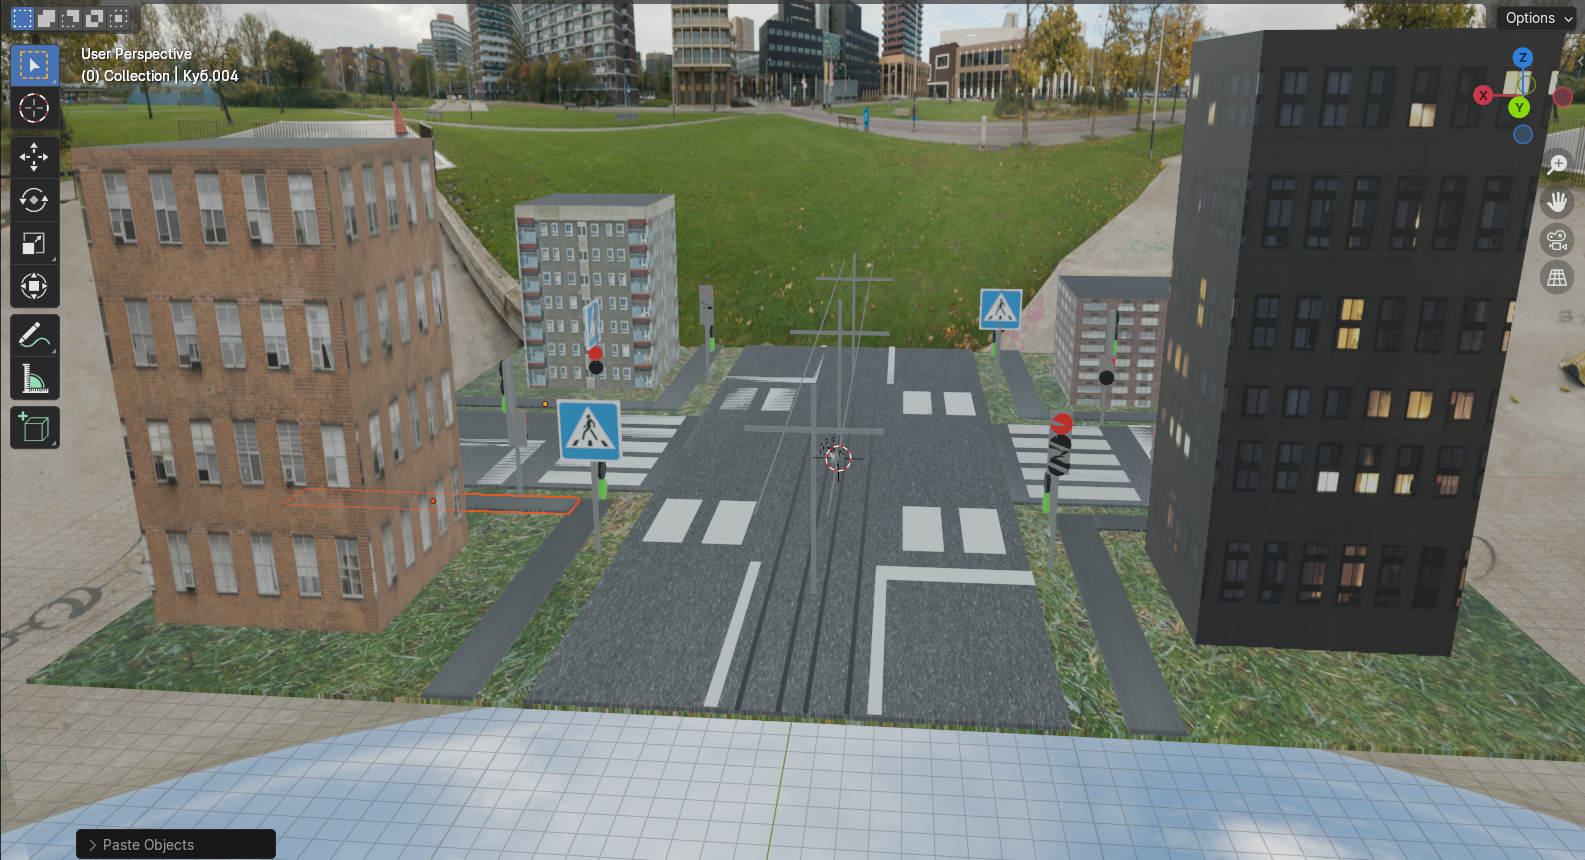 Options
User Perspective
(0) Collection | Куб.004
Z
X
Y
Paste Objects